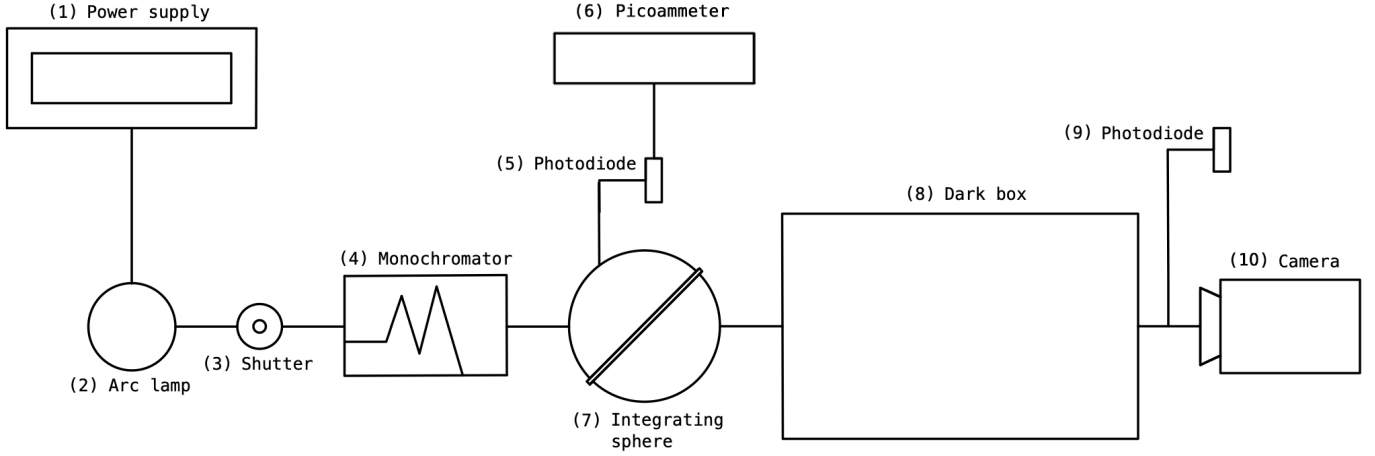 (1) Power supply
(6) Picoammeter
(9) Photodiode
(5) Photodiode
(8) Dark box
(4) Monochromator
(10) Camera
(3) Shutter
(2) Arc lamp
(7) Integrating
sphere